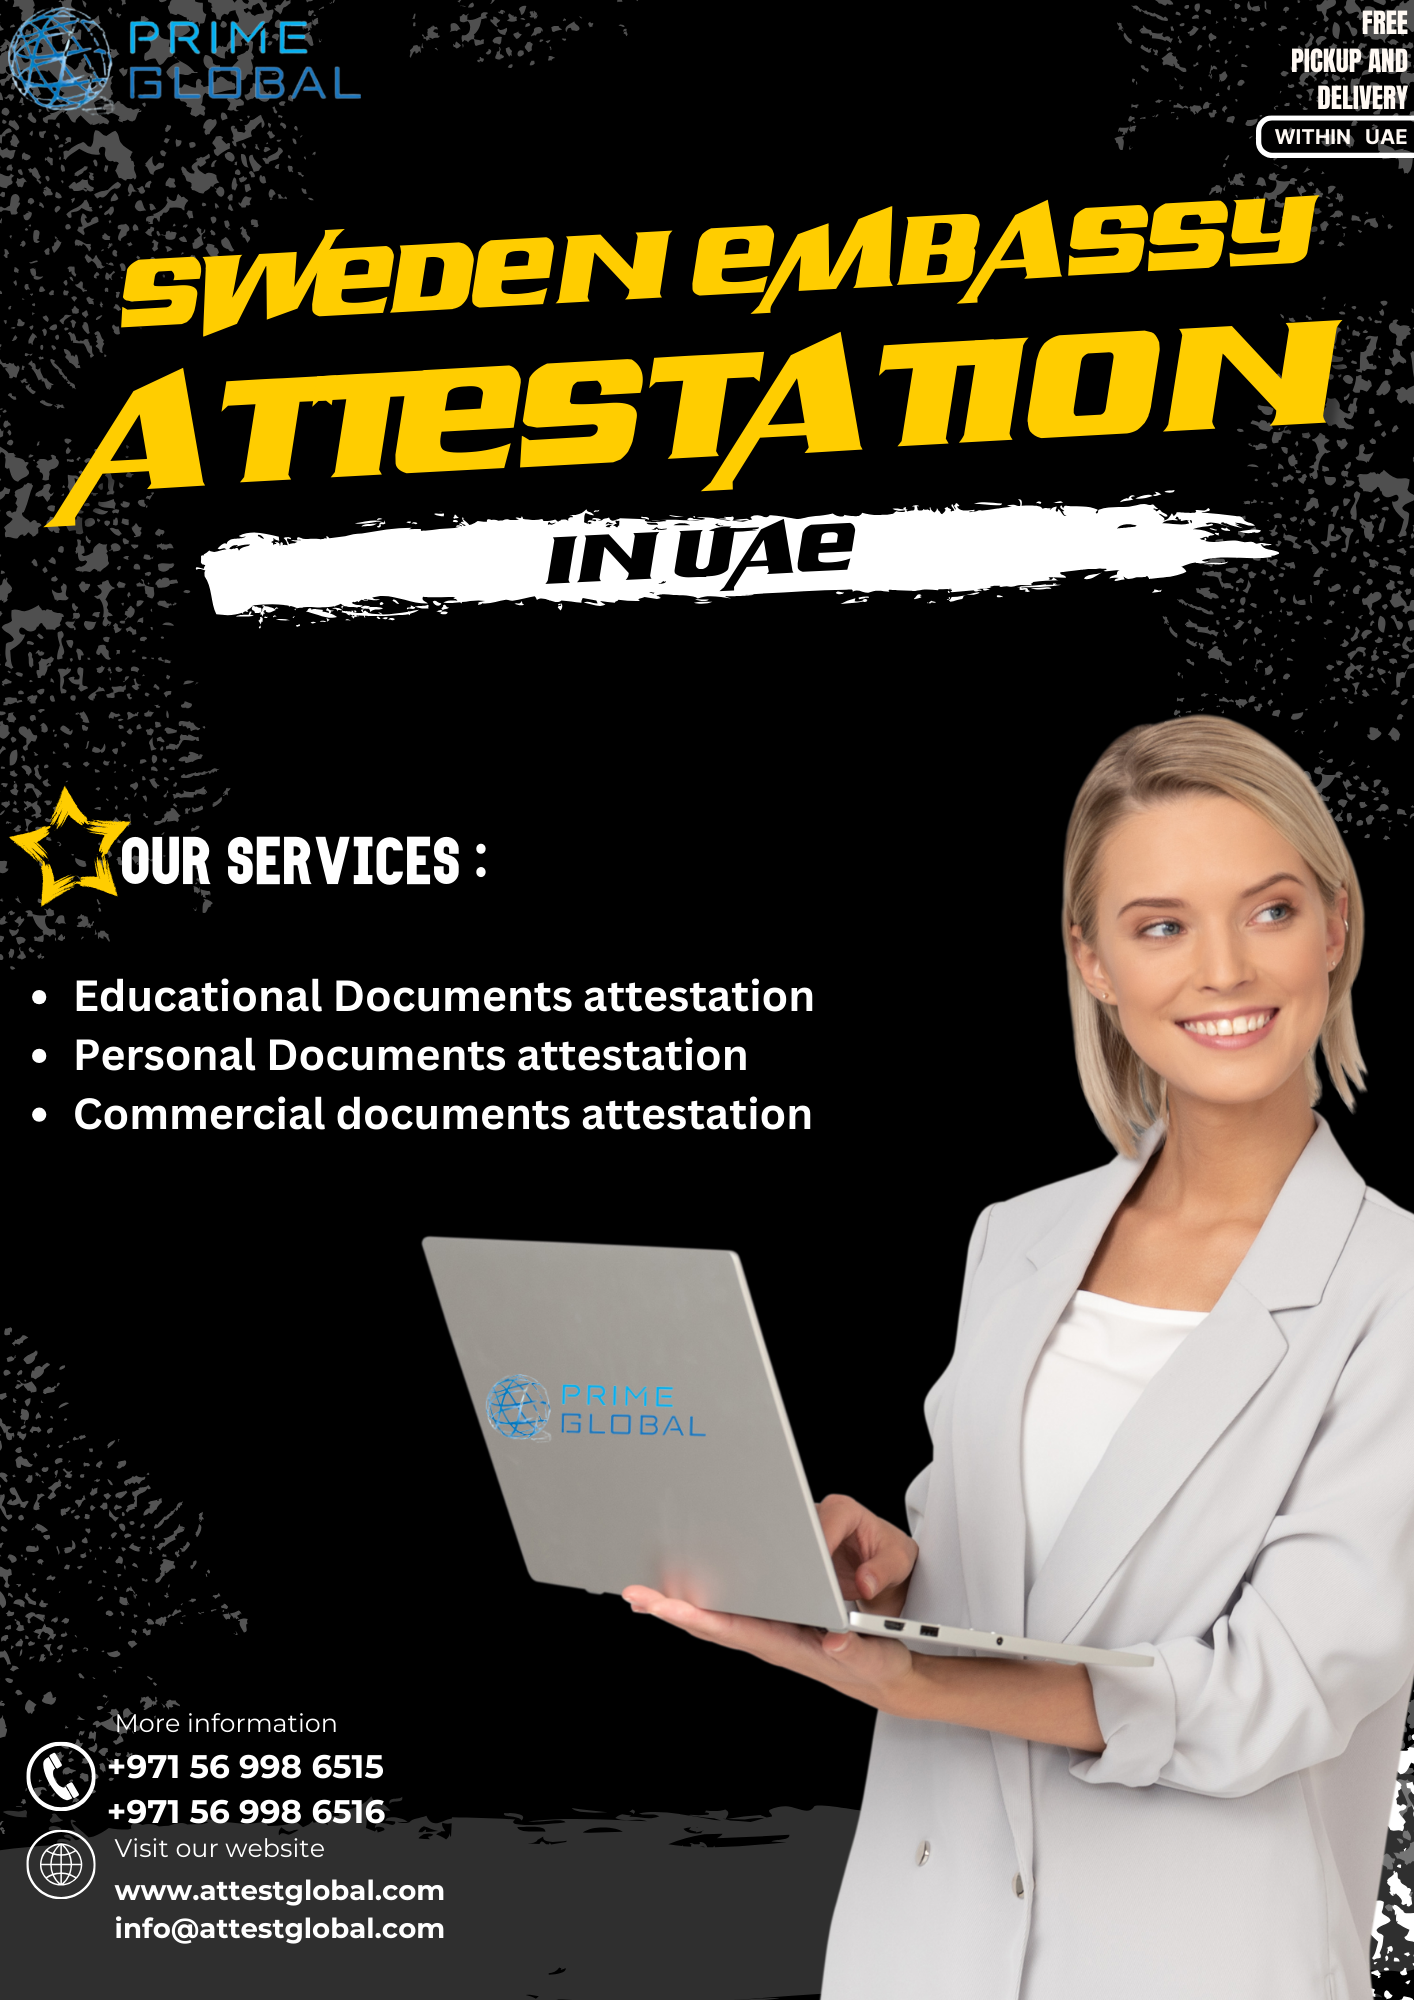 PRIME
GLOBAL
FREE
PICKUP AND
DELIVERY
WITHIN UAE
SWEDEN EMBASSY
ATTESTATION
IN UAE
OUR SERVICES :
• Educational Documents attestation
• Personal Documents attestation
• Commercial documents attestation
PRIME
GLOBAL
More information
+971 56 998 6515
+971 56 998 6516
Visit our website
www.attestglobal.com
info@attestglobal.com